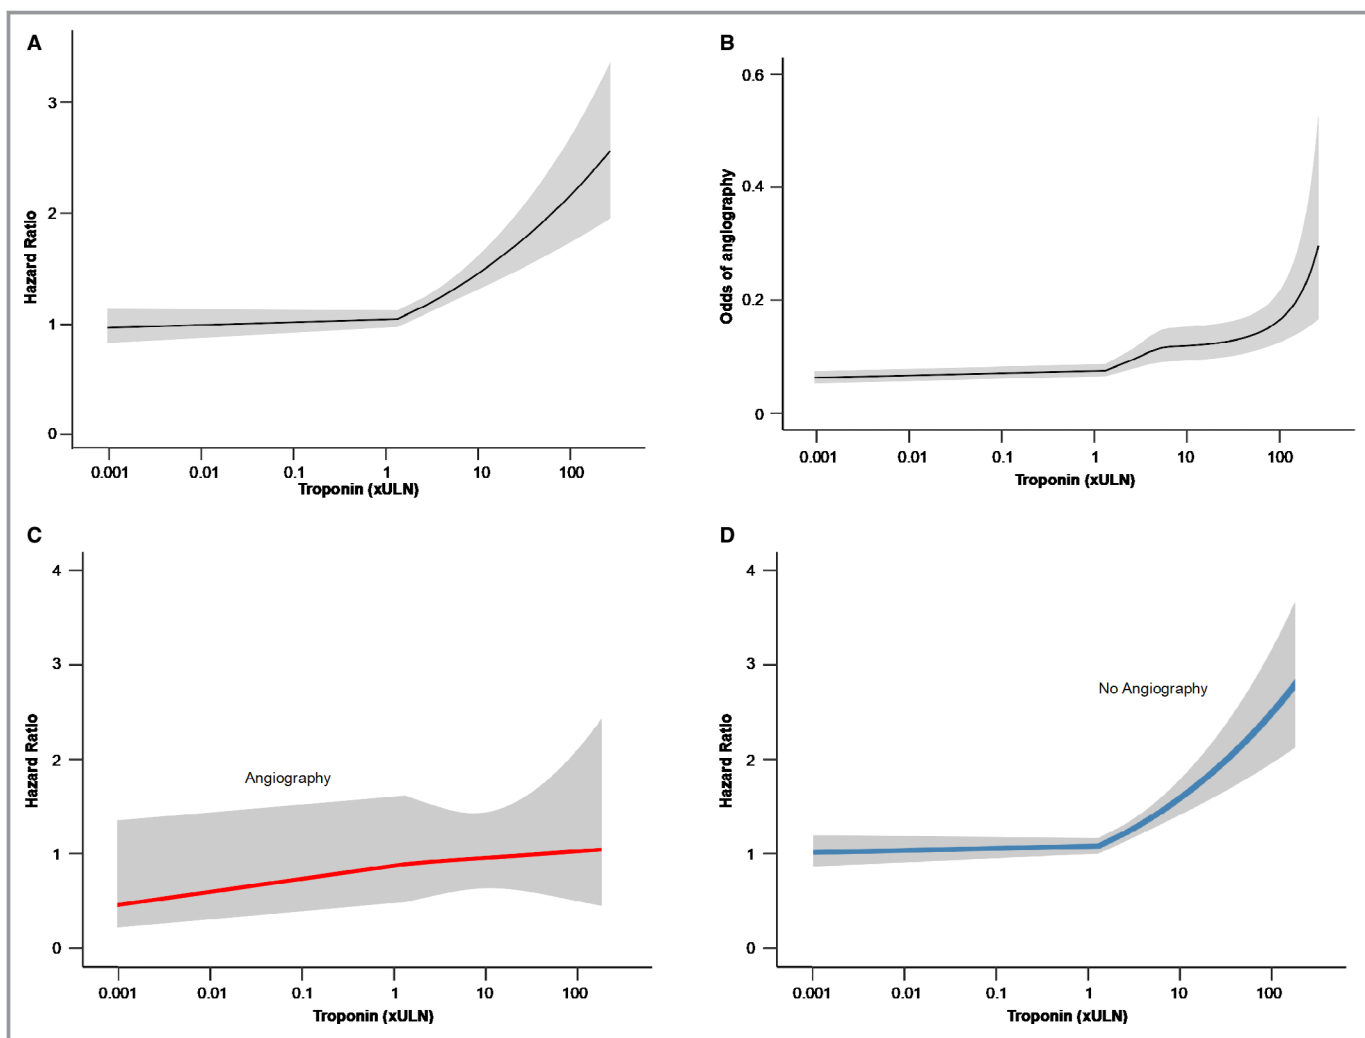 A
3
2
1
0
Hazard Ratio
0.001 0.01 0.1 1 10 100
Troponin (xULN)
B
0.6
0.4
0.2
0
Odds of angiography
0.001 0.01 0.1 1 10 100
Troponin (xULN)
C
4
3
2
1
0
Hazard Ratio
Angiography
0.001 0.01 0.1 1 10 100
Troponin (xULN)
D
4
3
2
1
0
Hazard Ratio
No Angiography
0.001 0.01 0.1 1 10 100
Troponin (xULN)